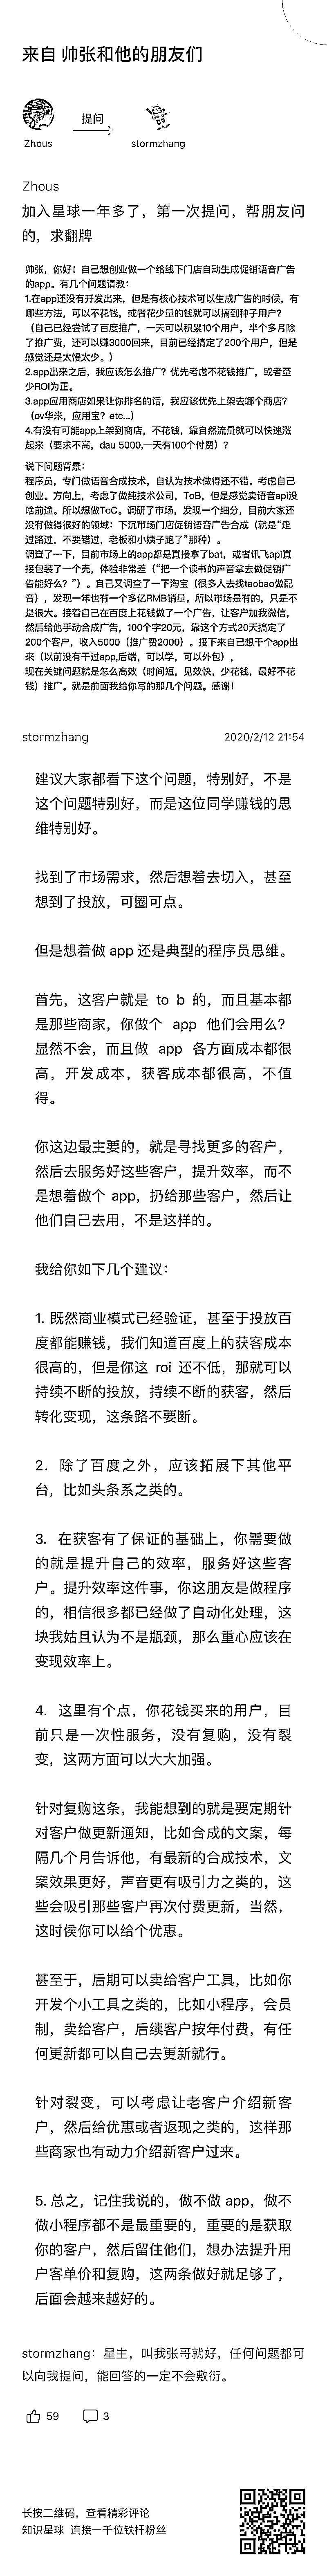 来自 帅张和他的朋友们
提问
Zhous
stormzhang
Zhous
加入星球一年多了，第一次提问，帮朋友问
的，求翻牌
帅张，你好！自己想创业做一个给线下门店自动生成促销语音广告
的app。有几个问题请教：
1.在app还没有开发出来，但是有核心技术可以生成广告的时候，有
哪些方法，可以不花钱，或者花少量的钱就可以搞到种子用户？
（自己已经尝试了百度推广，一天可以积累10个用户，半个多月除
了推广费，还可以赚3000回来，目前已经搞定了200个用户，但是
感觉还是太慢太少。）
2.app出来之后，我应该怎么推广？优先考虑不花钱推广，或者至
少ROI为正。
3.app应用商店如果让你排名的话，我应该优先上架去哪个商店？
（ov华米，应用宝？etc...）
4.有没有可能app上架到商店，不花钱，靠自然流量就可以快速涨
起来（要求不高，dau 5000,一天有100个付费）？
说下问题背景：
程序员，专门做语音合成技术，自认为技术做得还不错。考虑自己
创业。方向上，考虑了做纯技术公司，ToB，但是感觉卖语音api没
啥前途。所以想做ToC。调研了市场，发现一个细分，目前大家还
没有做得很好的领域：下沉市场门店促销语音广告合成（就是“走
过路过，不要错过，老板和小姨子跑了”那种）。
调查了一下，目前市场上的app都是直接拿了bat，或者讯飞api直
接包装了一个壳，体验非常差（“把一个读书的声音拿去做促销广
告能好么？”）。自己又调查了一下淘宝（很多人去找taobao做配
音），发现一年也有一个多亿RMB销量。所以市场是有的，只是不
是很大。接着自己在百度上花钱做了一个广告，让客户加我微信，
然后给他手动合成广告，100个字20元，靠这个方式20天搞定了
200个客户，收入5000（推广费2000）。接下来自己想干个app出
来（以前没有干过app,后端，可以学，可以外包），
现在关键问题就是怎么高效（时间短，见效快，少花钱，最好不花
钱）推广。就是前面我给你写的那几个问题。感谢！
stormzhang 2020/2/12 21:54
建议大家都看下这个问题，特别好，不是
这个问题特别好，而是这位同学赚钱的思
维特别好。
找到了市场需求，然后想着去切入，甚至
想到了投放，可圈可点。
但是想着做 app 还是典型的程序员思维。
首先，这客户就是 to b 的，而且基本都
是那些商家，你做个 app 他们会用么？
显然不会，而且做 app 各方面成本都很
高，开发成本，获客成本都很高，不值
得。
你这边最主要的，就是寻找更多的客户，
然后去服务好这些客户，提升效率，而不
是想着做个 app，扔给那些客户，然后让
他们自己去用，不是这样的。
我给你如下几个建议：
1. 既然商业模式已经验证，甚至于投放百
度都能赚钱，我们知道百度上的获客成本
很高的，但是你这 roi 还不低，那就可以
持续不断的投放，持续不断的获客，然后
转化变现，这条路不要断。
2. 除了百度之外，应该拓展下其他平
台，比如头条系之类的。
3. 在获客有了保证的基础上，你需要做
的就是提升自己的效率，服务好这些客
户。提升效率这件事，你这朋友是做程序
的，相信很多都已经做了自动化处理，这
块我姑且认为不是瓶颈，那么重心应该在
变现效率上。
4. 这里有个点，你花钱买来的用户，目
前只是一次性服务，没有复购，没有裂
变，这两方面可以大大加强。
针对复购这条，我能想到的就是要定期针
对客户做更新通知，比如合成的文案，每
隔几个月告诉他，有最新的合成技术，文
案效果更好，声音更有吸引力之类的，这
些会吸引那些客户再次付费更新，当然，
这时侯你可以给个优惠。
甚至于，后期可以卖给客户工具，比如你
开发个小工具之类的，比如小程序，会员
制，卖给客户，后续客户按年付费，有任
何更新都可以自己去更新就行。
针对裂变，可以考虑让老客户介绍新客
户，然后给优惠或者返现之类的，这样那
些商家也有动力介绍新客户过来。
5. 总之，记住我说的，做不做 app，做不
做小程序都不是最重要的，重要的是获取
你的客户，然后留住他们，想办法提升用
户客单价和复购，这两条做好就足够了，
后面会越来越好的。
stormzhang：星主，叫我张哥就好，任何问题都可
以向我提问，能回答的一定不会敷衍。
59 3
长按二维码，查看精彩评论
知识星球 连接一千位铁杆粉丝